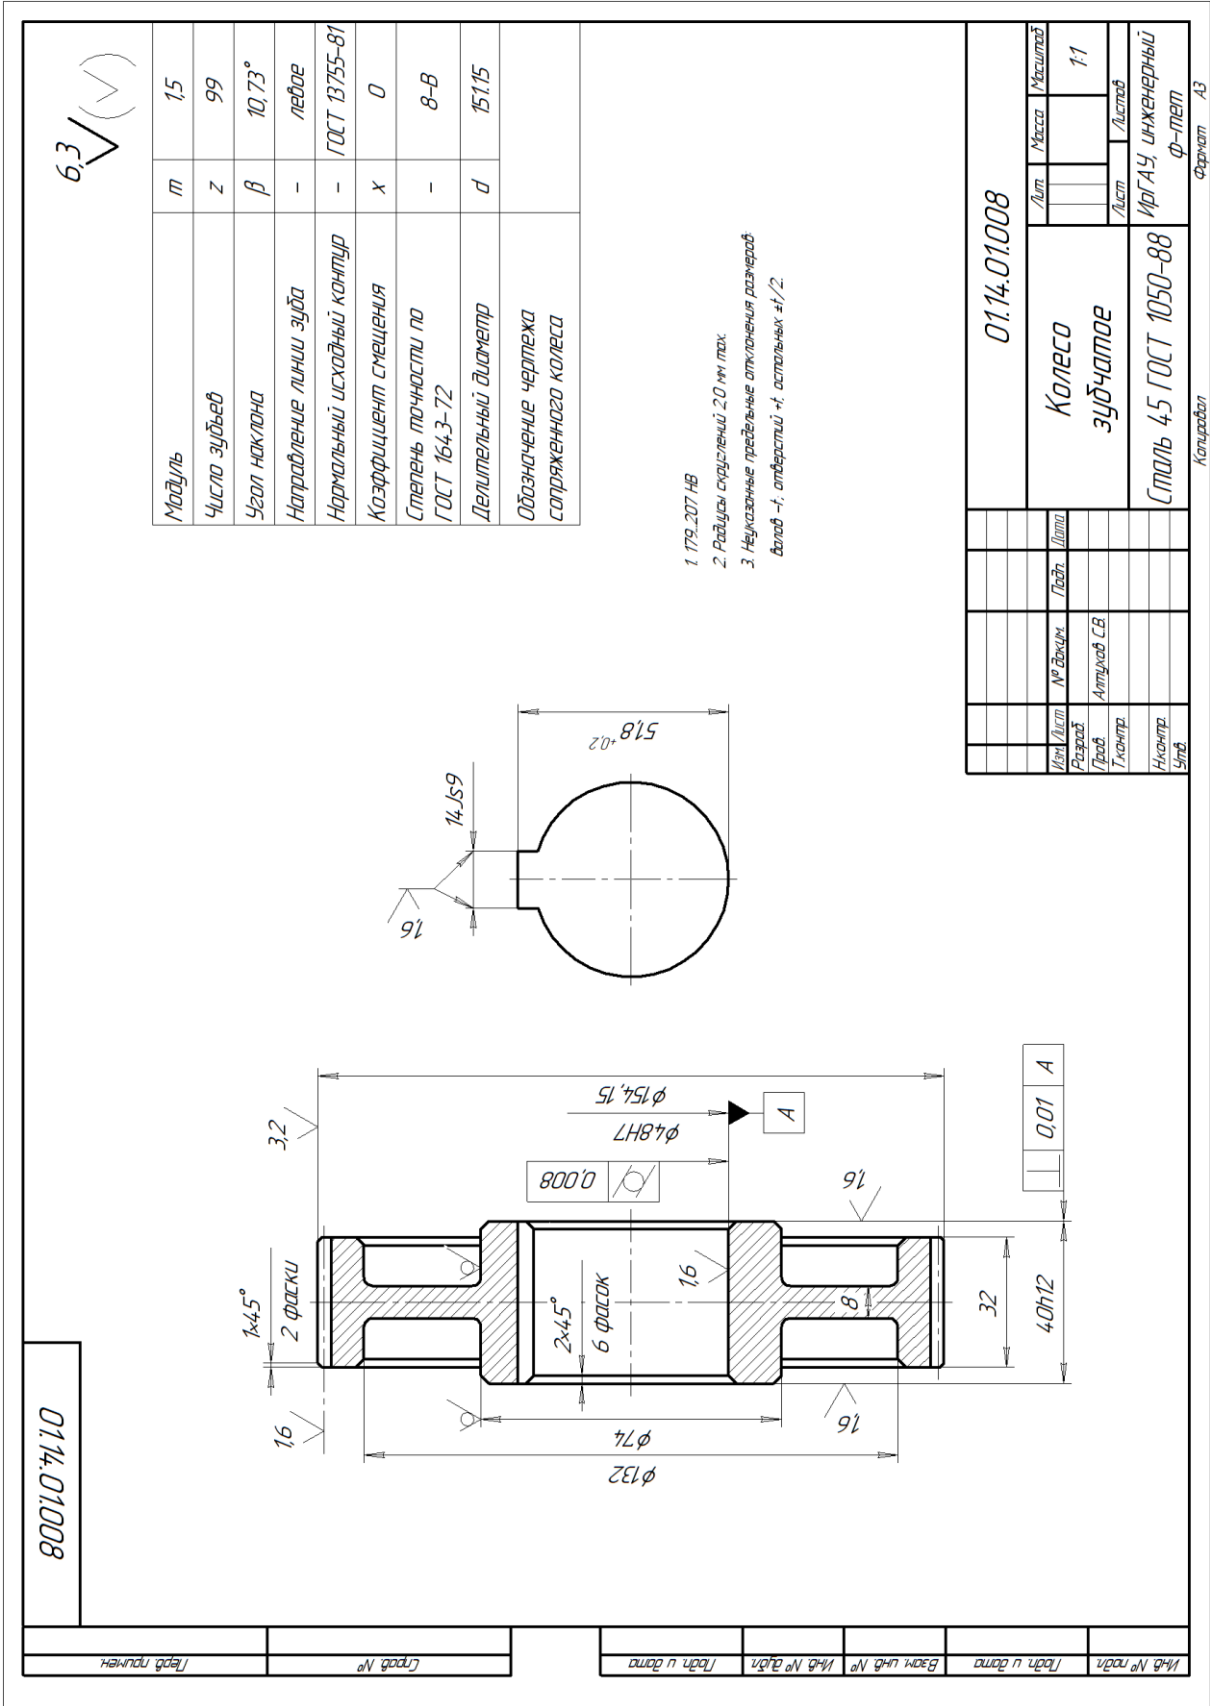 01.14.01.008
6,3
Модуль m 1,5
Число зубьев z 99
Угол наклона β 10,73°
Направление линии зуба – левое
Нормальный исходный контур – ГОСТ 13755-81
Коэффициент смещения x 0
Степень точности по
ГОСТ 1643-72 – 8-В
Делительный диаметр d 151,15
Обозначение чертежа
сопряженного колеса
1,6
1x45°
2 фаски
3,2
2x45°
6 фасок
1,6
0,008
⌀48H7
⌀154,15
A
⌀74
⌀132
8
1,6
1,6
32
40h12
0,01 A
1,6
14Js9
51,8 +0,2
1. 179...207 НВ
2. Радиусы скруглений 2,0 мм max.
3. Неуказанные предельные отклонения размеров:
валов -t, отверстий +t, остальных ±t/2.
01.14.01.008
Изм. Лист № докум. Подп. Дата
Разраб.
Пров. Алтухов С.В.
Т.контр.
Н.контр.
Утв.
Колесо
зубчатое
Лит. Масса Масштаб
1:1
Лист Листов
Сталь 45 ГОСТ 1050-88
ИрГАУ, инженерный
ф-тет
Копировал Формат A3
Перв. примен.
Справ. №
Подп. и дата
Инв. № дубл.
Взам. инв. №
Подп. и дата
Инв. № подл.